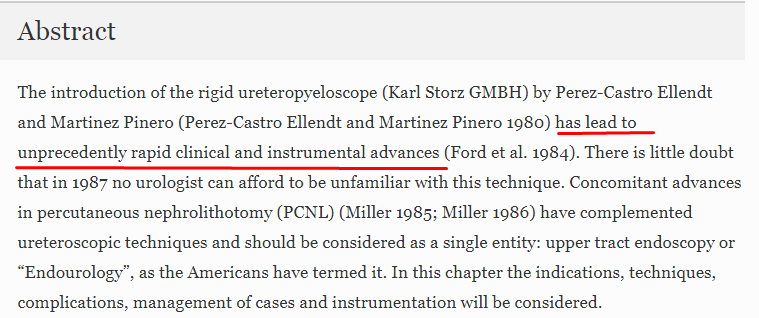 Abstract
The introduction of the rigid ureteropyeloscope (Karl Storz GMBH) by Perez-Castro Ellendt
and Martinez Pinero (Perez-Castro Ellendt and Martinez Pinero 1980) has lead to
unprecedently rapid clinical and instrumental advances (Ford et al. 1984). There is little doubt
that in 1987 no urologist can afford to be unfamiliar with this technique. Concomitant advances
in percutaneous nephrolithotomy (PCNL) (Miller 1985; Miller 1986) have complemented
ureteroscopic techniques and should be considered as a single entity: upper tract endoscopy or
“Endourology”, as the Americans have termed it. In this chapter the indications, techniques,
complications, management of cases and instrumentation will be considered.